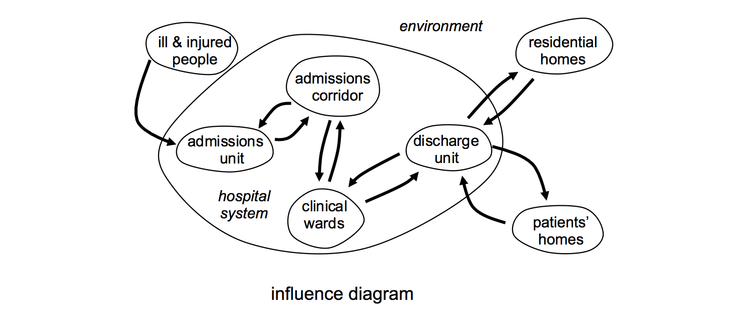 environment
ill & injured
people
residential
homes
admissions
corridor
admissions
unit
discharge
unit
hospital
system
clinical
wards
patients’
homes
influence diagram